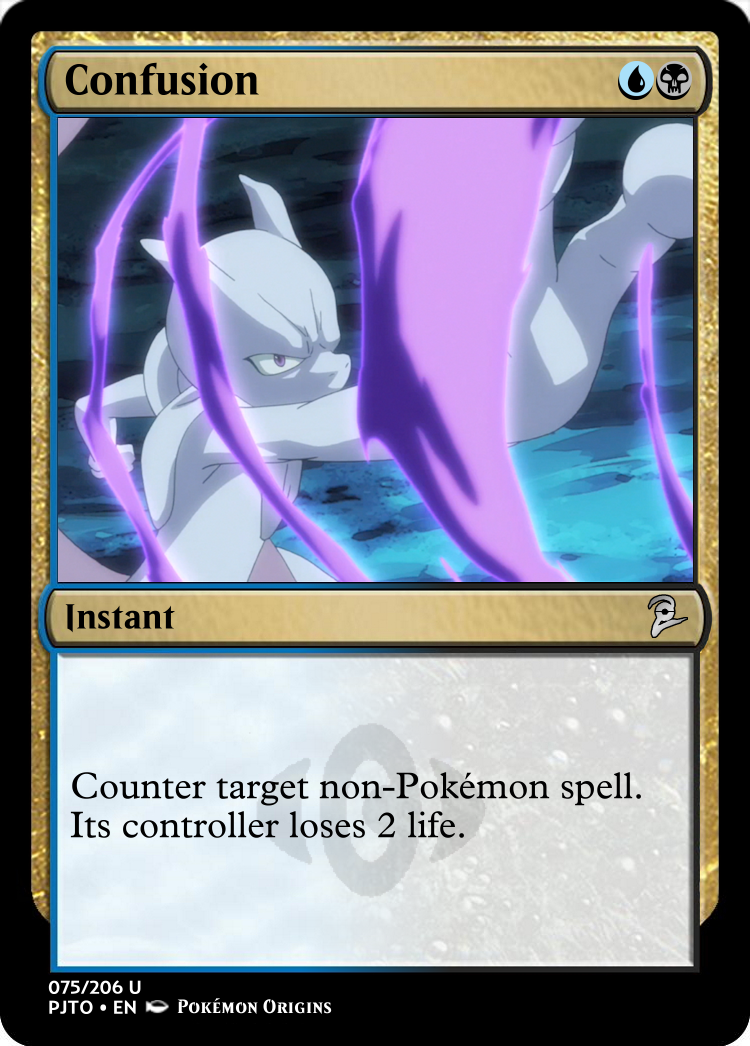 Confusion
Instant
Counter target non-Pokémon spell.
Its controller loses 2 life.
075/206 U
PJTO • EN Pokémon Origins